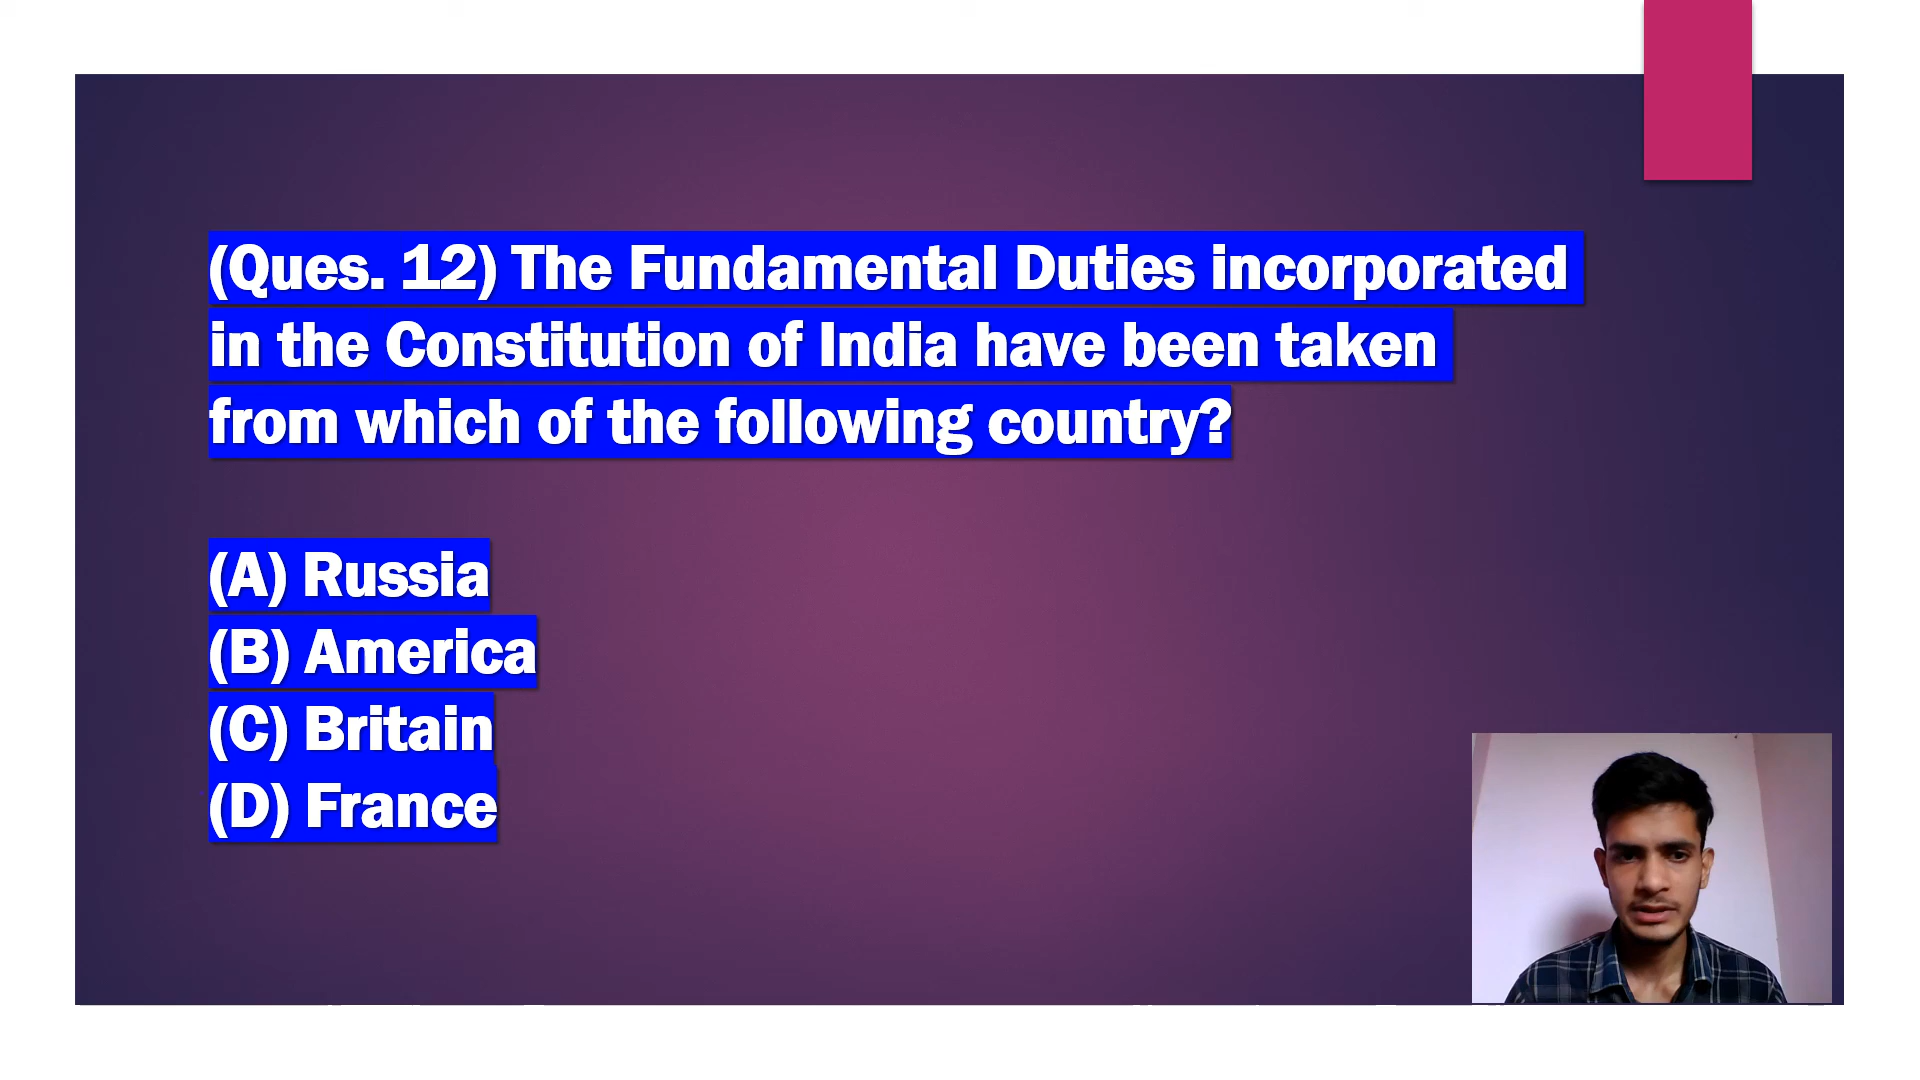 (Ques. 12) The Fundamental Duties incorporated
in the Constitution of India have been taken
from which of the following country?
(A) Russia
(B) America
(C) Britain
(D) France